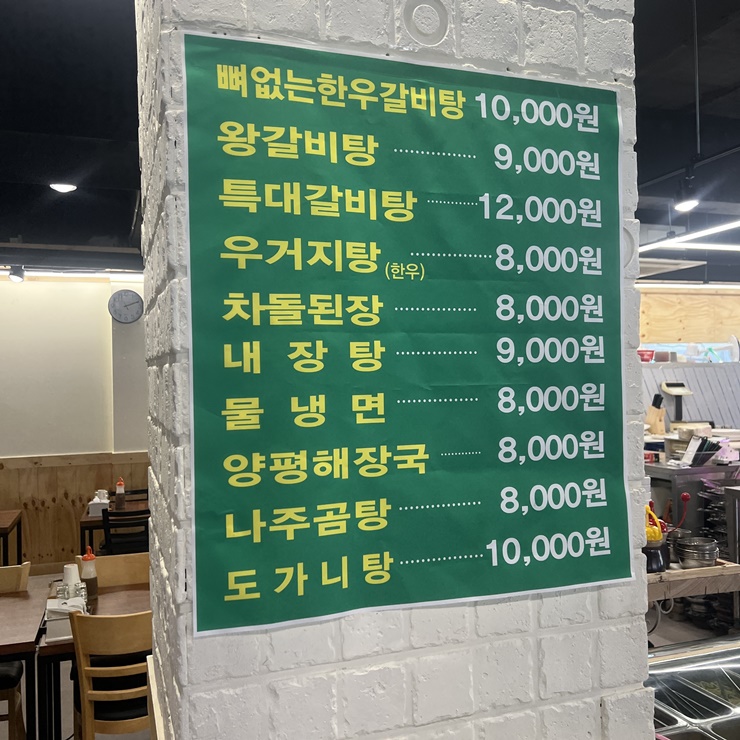 뼈없는한우갈비탕 10,000원
왕갈비탕 ················ 9,000원
특대갈비탕 ············ 12,000원
우거지탕(한우) ················ 8,000원
차돌된장 ················ 8,000원
내 장 탕 ················ 9,000원
물 냉 면 ················ 8,000원
양평해장국 ············ 8,000원
나주곰탕 ················ 8,000원
도 가 니 탕 ················ 10,000원